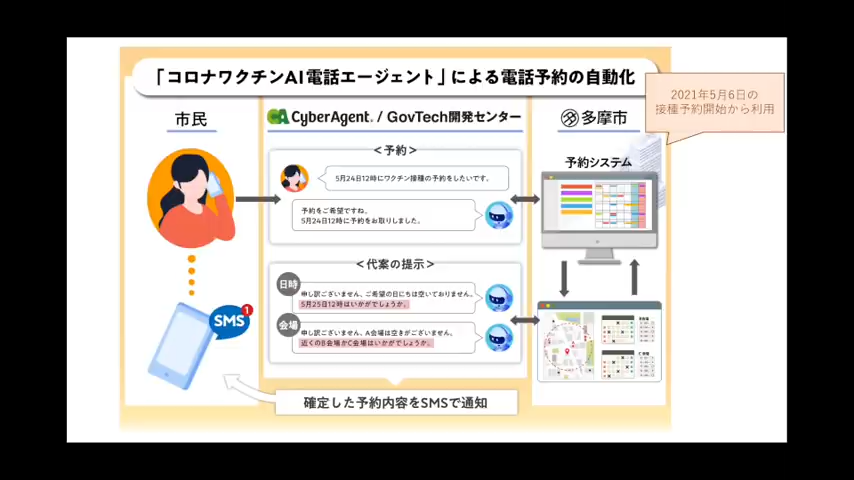 「コロナワクチンAI電話エージェント」による電話予約の自動化
2021年5月6日の
接種予約開始から利用
市民
CA CyberAgent. / GovTech開発センター
多摩市
＜予約＞
5月24日12時にワクチン接種の予約をしたいです。
予約をご希望ですね。
5月24日12時に予約をお取りしました。
予約システム
＜代案の提示＞
日時
申し訳ございません、ご希望の日にちは空いておりません。
5月25日12時はいかがでしょうか。
会場
申し訳ございません、A会場は空きがございません。
近くのB会場かC会場はいかがでしょうか。
SMS
1
確定した予約内容をSMSで通知